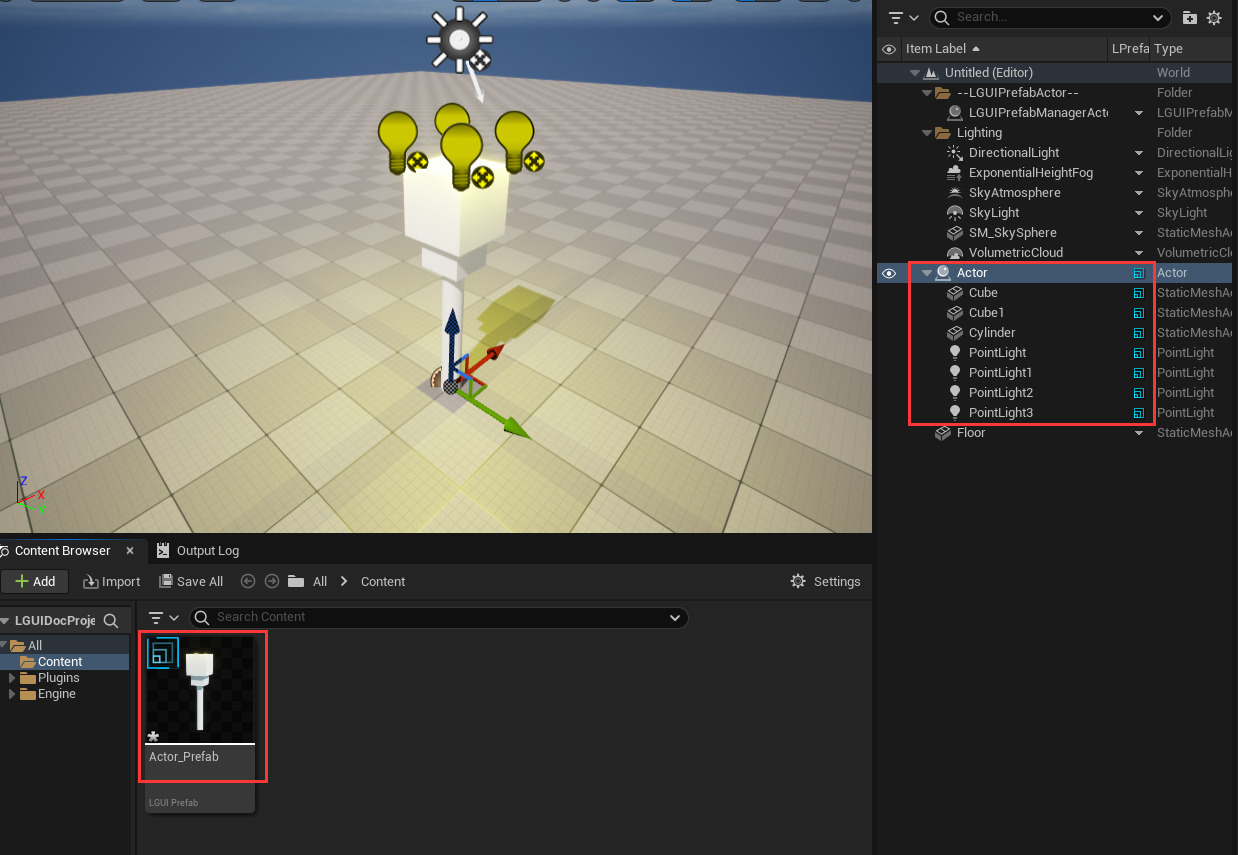 Search...
Item Label
LPrefa
Type
Untitled (Editor)
World
--LGUIPrefabActor--
Folder
LGUIPrefabManagerActo
LGUIPrefabM
Lighting
Folder
DirectionalLight
DirectionalLig
ExponentialHeightFog
ExponentialH
SkyAtmosphere
SkyAtmosphe
SkyLight
SkyLight
SM_SkySphere
StaticMeshAc
VolumetricCloud
VolumetricClo
Actor
Actor
Cube
StaticMeshAc
Cube1
StaticMeshAc
Cylinder
StaticMeshAc
PointLight
PointLight
PointLight1
PointLight
PointLight2
PointLight
PointLight3
PointLight
Floor
StaticMeshAc
Z
X
Y
Content Browser
Output Log
Add
Import
Save All
All
Content
Settings
LGUIDocProje
Search Content
All
Content
Plugins
Engine
Actor_Prefab
LGUI Prefab